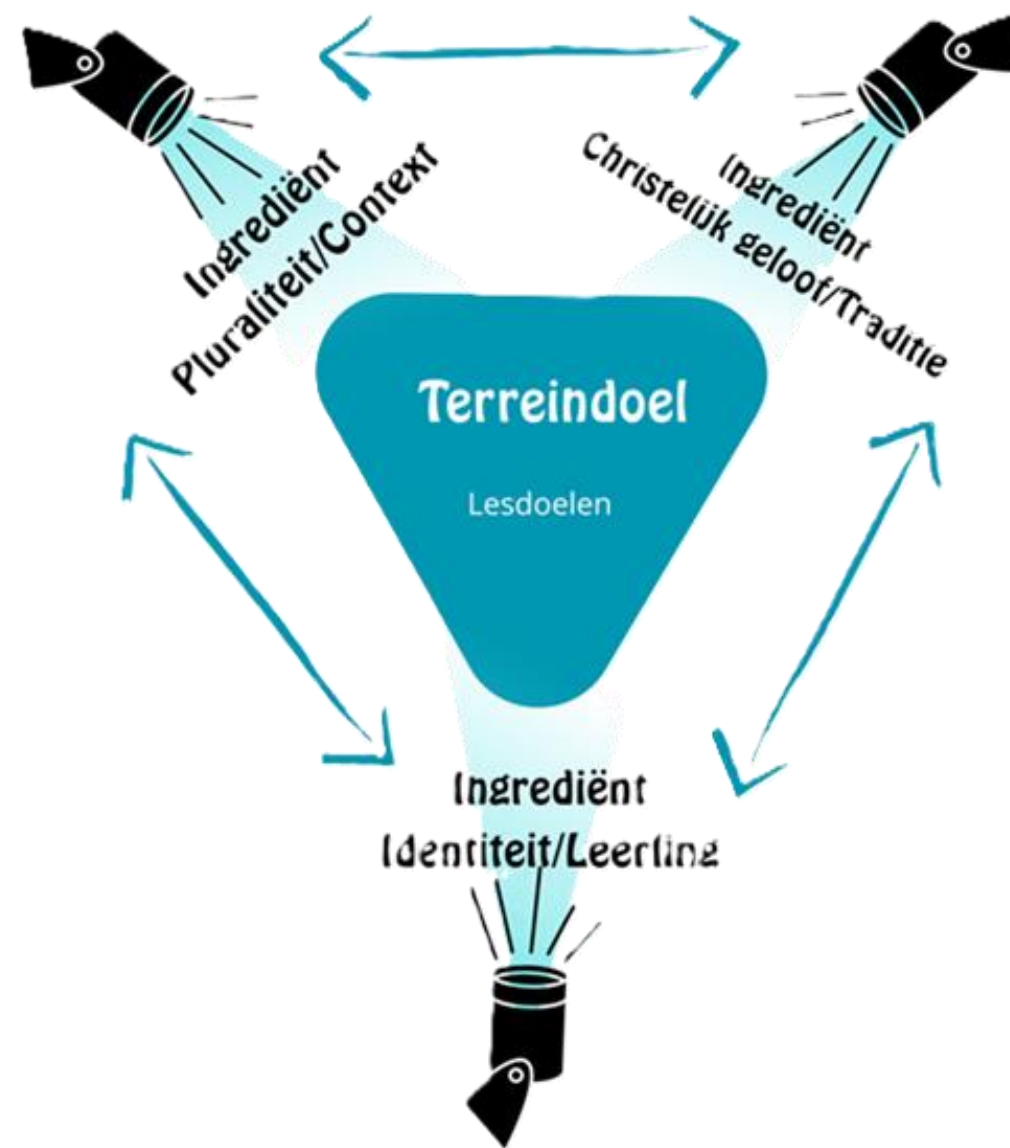 Ingrediënt
Pluraliteit/Context
Ingrediënt
Christelijk geloof/Traditie
Terreindoel
Lesdoelen
Ingrediënt
Identiteit/Leerling